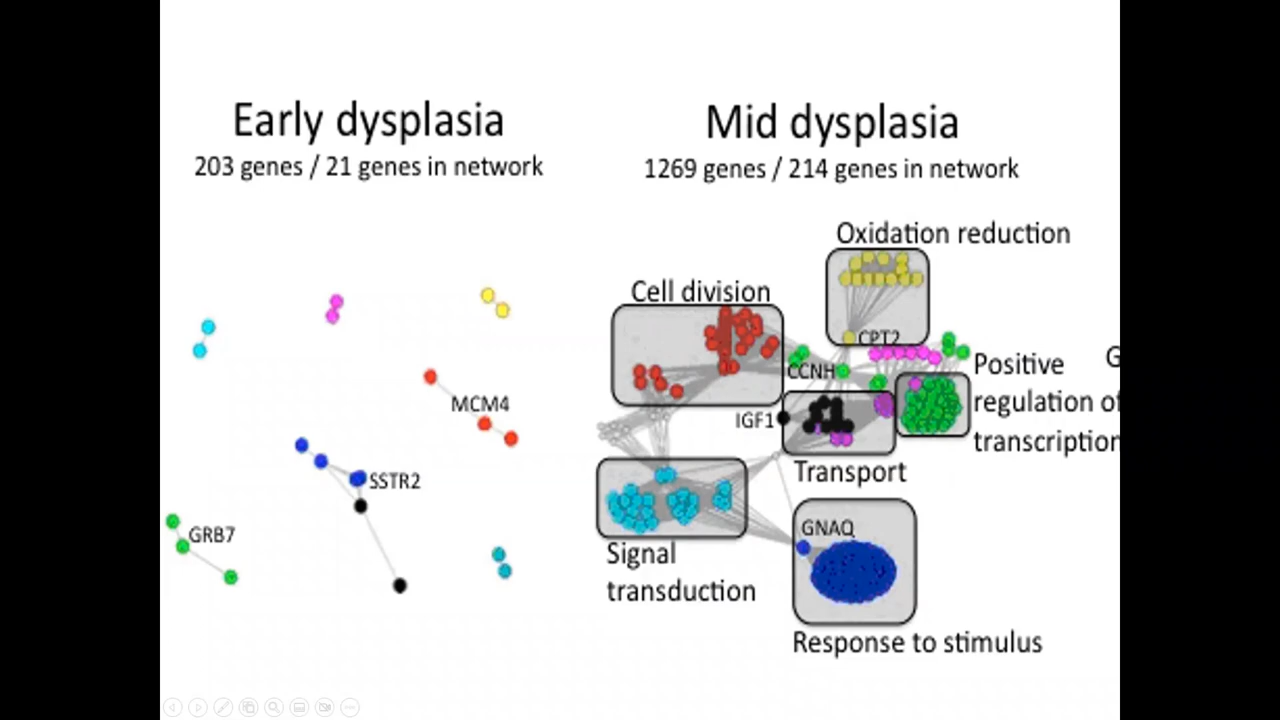 Early dysplasia
203 genes / 21 genes in network
MCM4
SSTR2
GRB7
Mid dysplasia
1269 genes / 214 genes in network
Oxidation reduction
Cell division
CPT2
CCNH
G
Positive
regulation of
transcription
IGF1
Transport
Signal
transduction
GNAQ
Response to stimulus